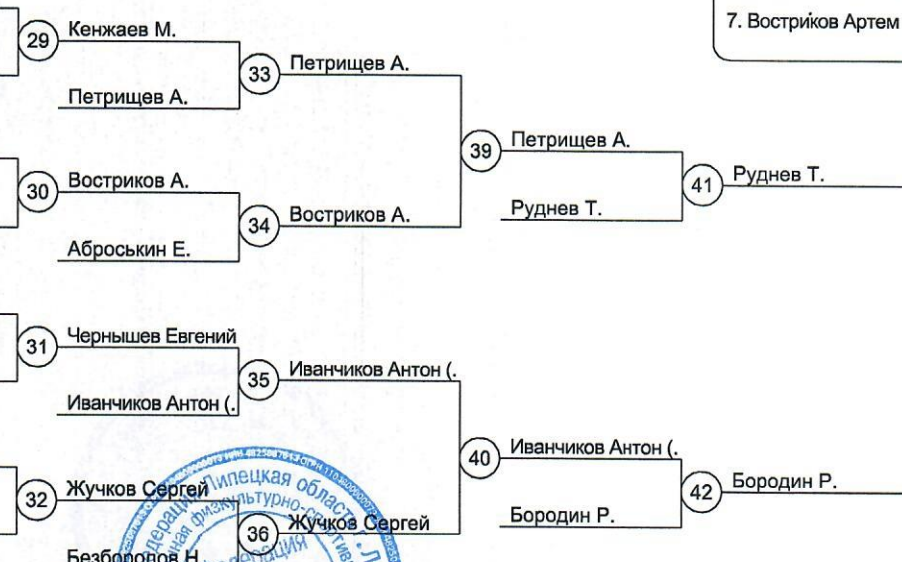 7. Востриков Артем
29 Кенжаев М.
33 Петрищев А.
Петрищев А.
39 Петрищев А.
41 Руднев Т.
30 Востриков А.
34 Востриков А.
Руднев Т.
Аброськин Е.
31 Чернышев Евгений
35 Иванчиков Антон (.
Иванчиков Антон (.
40 Иванчиков Антон (.
42 Бородин Р.
32 Жучков Сергей
36 Жучков Сергей
Бородин Р.
Безбородов Н.
Липецкая область